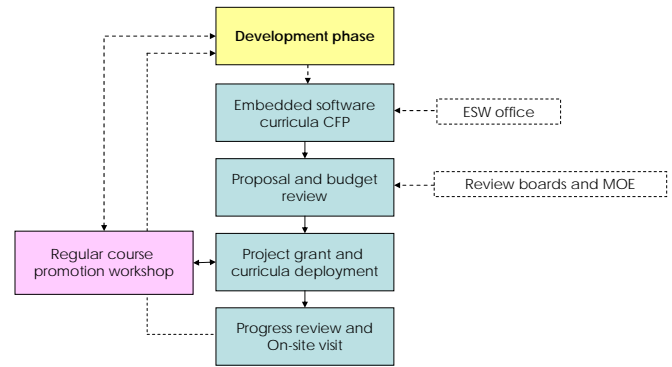 Development phase
Embedded software
curricula CFP
ESW office
Proposal and budget
review
Review boards and MOE
Regular course
promotion workshop
Project grant and
curricula deployment
Progress review and
On-site visit